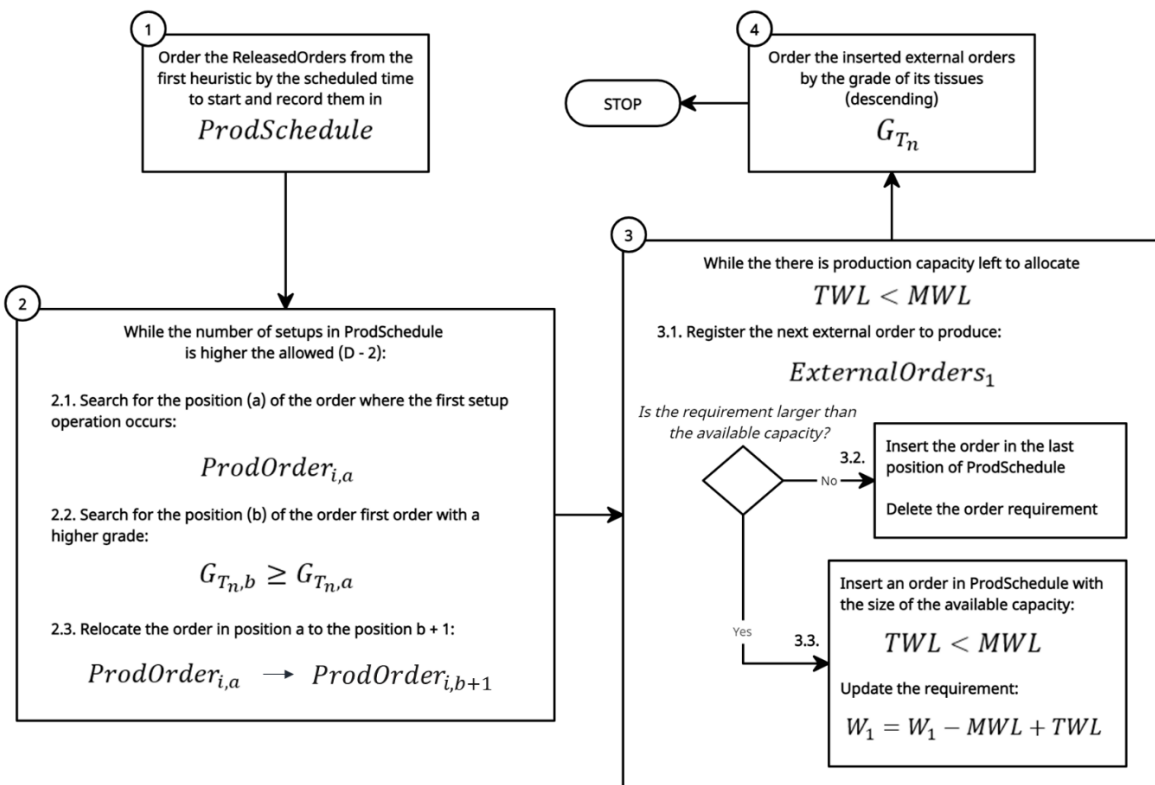 1
Order the ReleasedOrders from the
first heuristic by the scheduled time
to start and record them in
ProdSchedule
2
While the number of setups in ProdSchedule
is higher the allowed (D - 2):
2.1. Search for the position (a) of the order where the first setup
operation occurs:
ProdOrder_{i,a}
2.2. Search for the position (b) of the order first order with a
higher grade:
G_{T_n,b} ≥ G_{T_n,a}
2.3. Relocate the order in position a to the position b + 1:
ProdOrder_{i,a} → ProdOrder_{i,b+1}
3
While the there is production capacity left to allocate
TWL < MWL
3.1. Register the next external order to produce:
ExternalOrders_1
Is the requirement larger than
the available capacity?
No
3.2.
Insert the order in the last
position of ProdSchedule
Delete the order requirement
Yes
3.3.
Insert an order in ProdSchedule with
the size of the available capacity:
TWL < MWL
Update the requirement:
W_1 = W_1 − MWL + TWL
4
Order the inserted external orders
by the grade of its tissues
(descending)
G_{T_n}
STOP